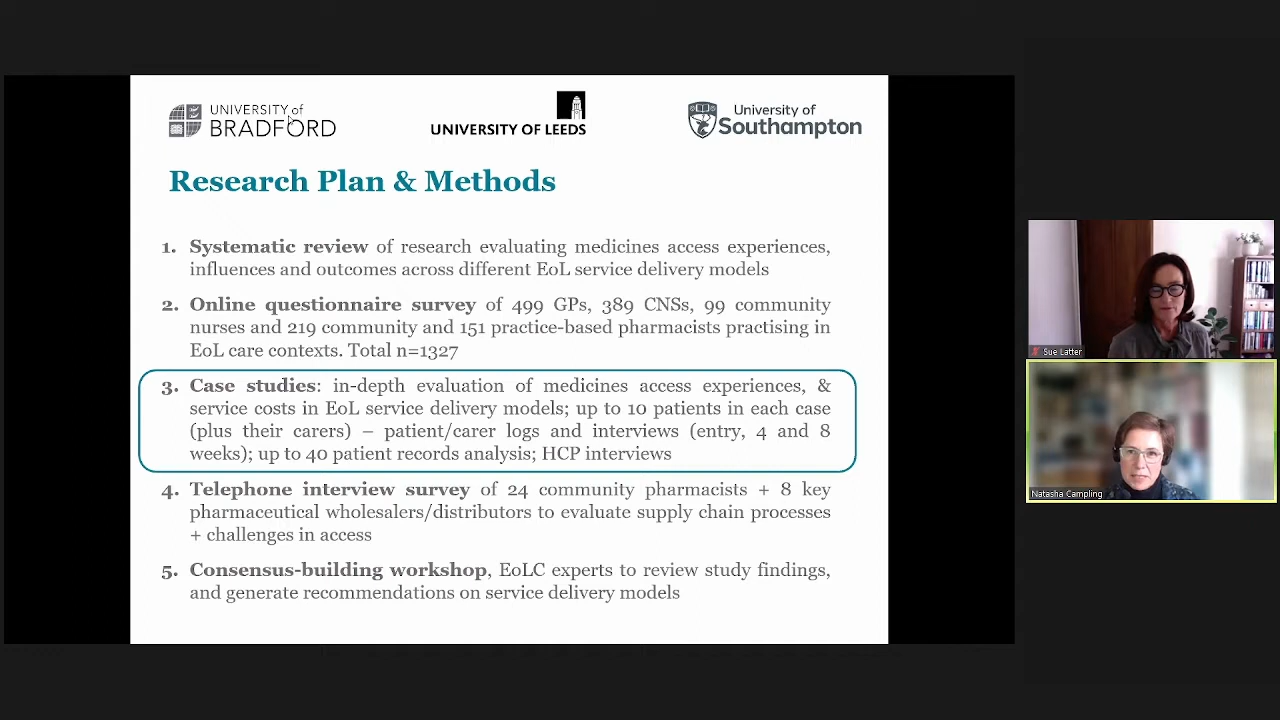 UNIVERSITY of
BRADFORD
UNIVERSITY OF LEEDS
University of
Southampton
Research Plan & Methods
1. Systematic review of research evaluating medicines access experiences,
influences and outcomes across different EoL service delivery models
2. Online questionnaire survey of 499 GPs, 389 CNSs, 99 community
nurses and 219 community and 151 practice-based pharmacists practising in
EoL care contexts. Total n=1327
3. Case studies: in-depth evaluation of medicines access experiences, &
service costs in EoL service delivery models; up to 10 patients in each case
(plus their carers) – patient/carer logs and interviews (entry, 4 and 8
weeks); up to 40 patient records analysis; HCP interviews
4. Telephone interview survey of 24 community pharmacists + 8 key
pharmaceutical wholesalers/distributors to evaluate supply chain processes
+ challenges in access
5. Consensus-building workshop, EoLC experts to review study findings,
and generate recommendations on service delivery models
Sue Latter
Natasha Campling